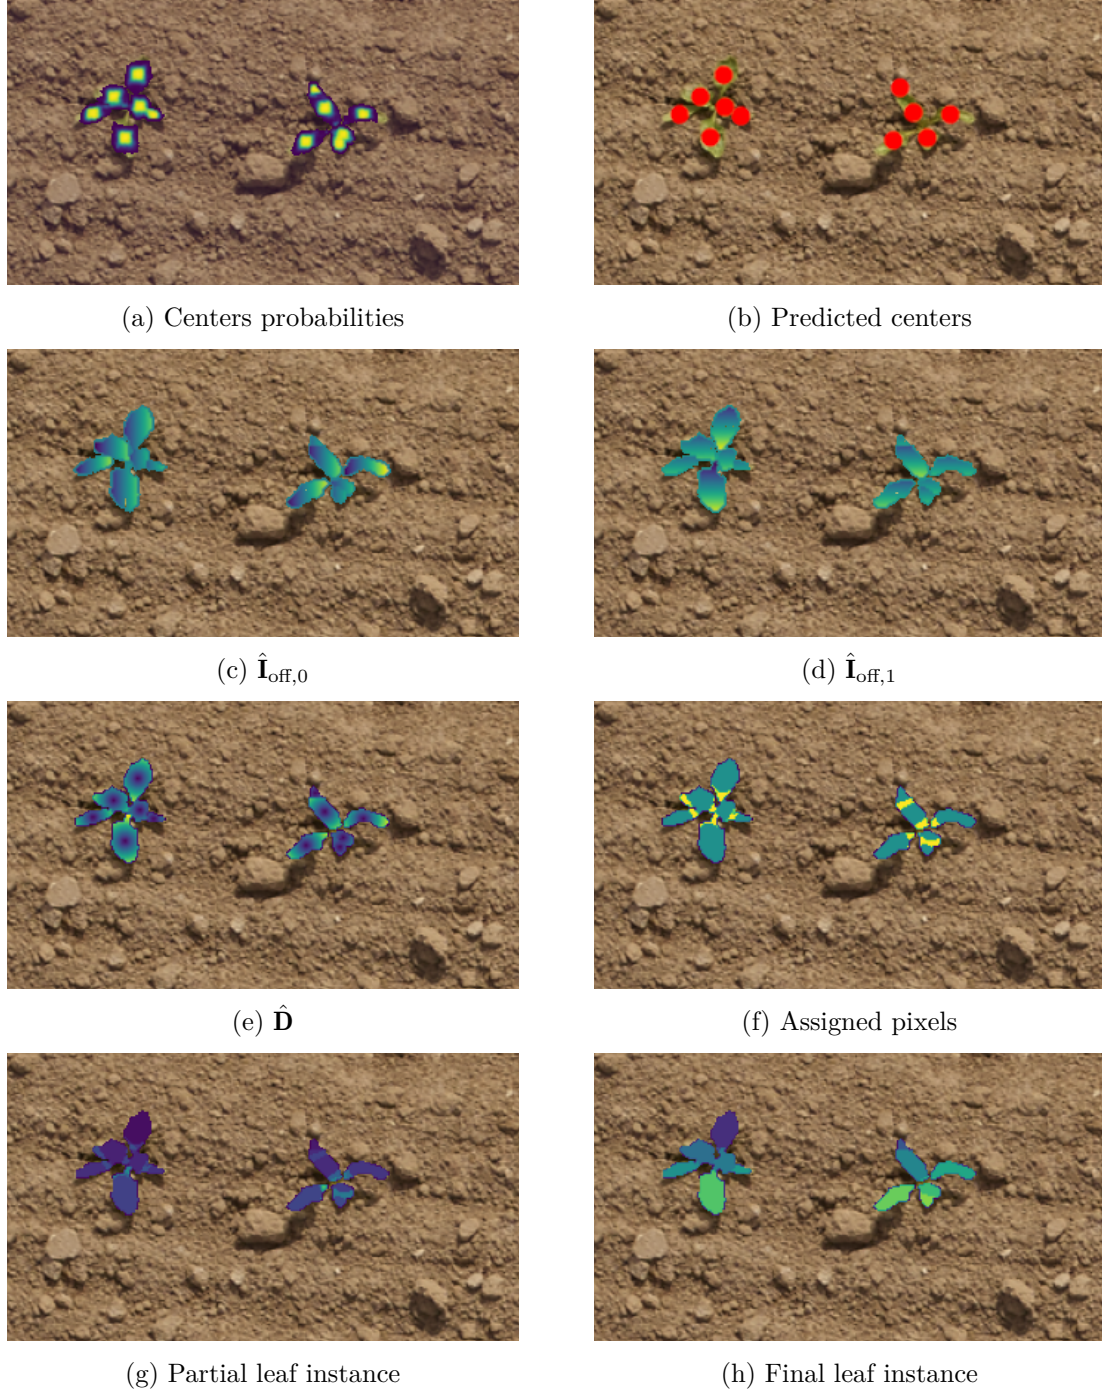 (a) Centers probabilities
(b) Predicted centers
(c) Î_off,0
(d) Î_off,1
(e) D̂
(f) Assigned pixels
(g) Partial leaf instance
(h) Final leaf instance